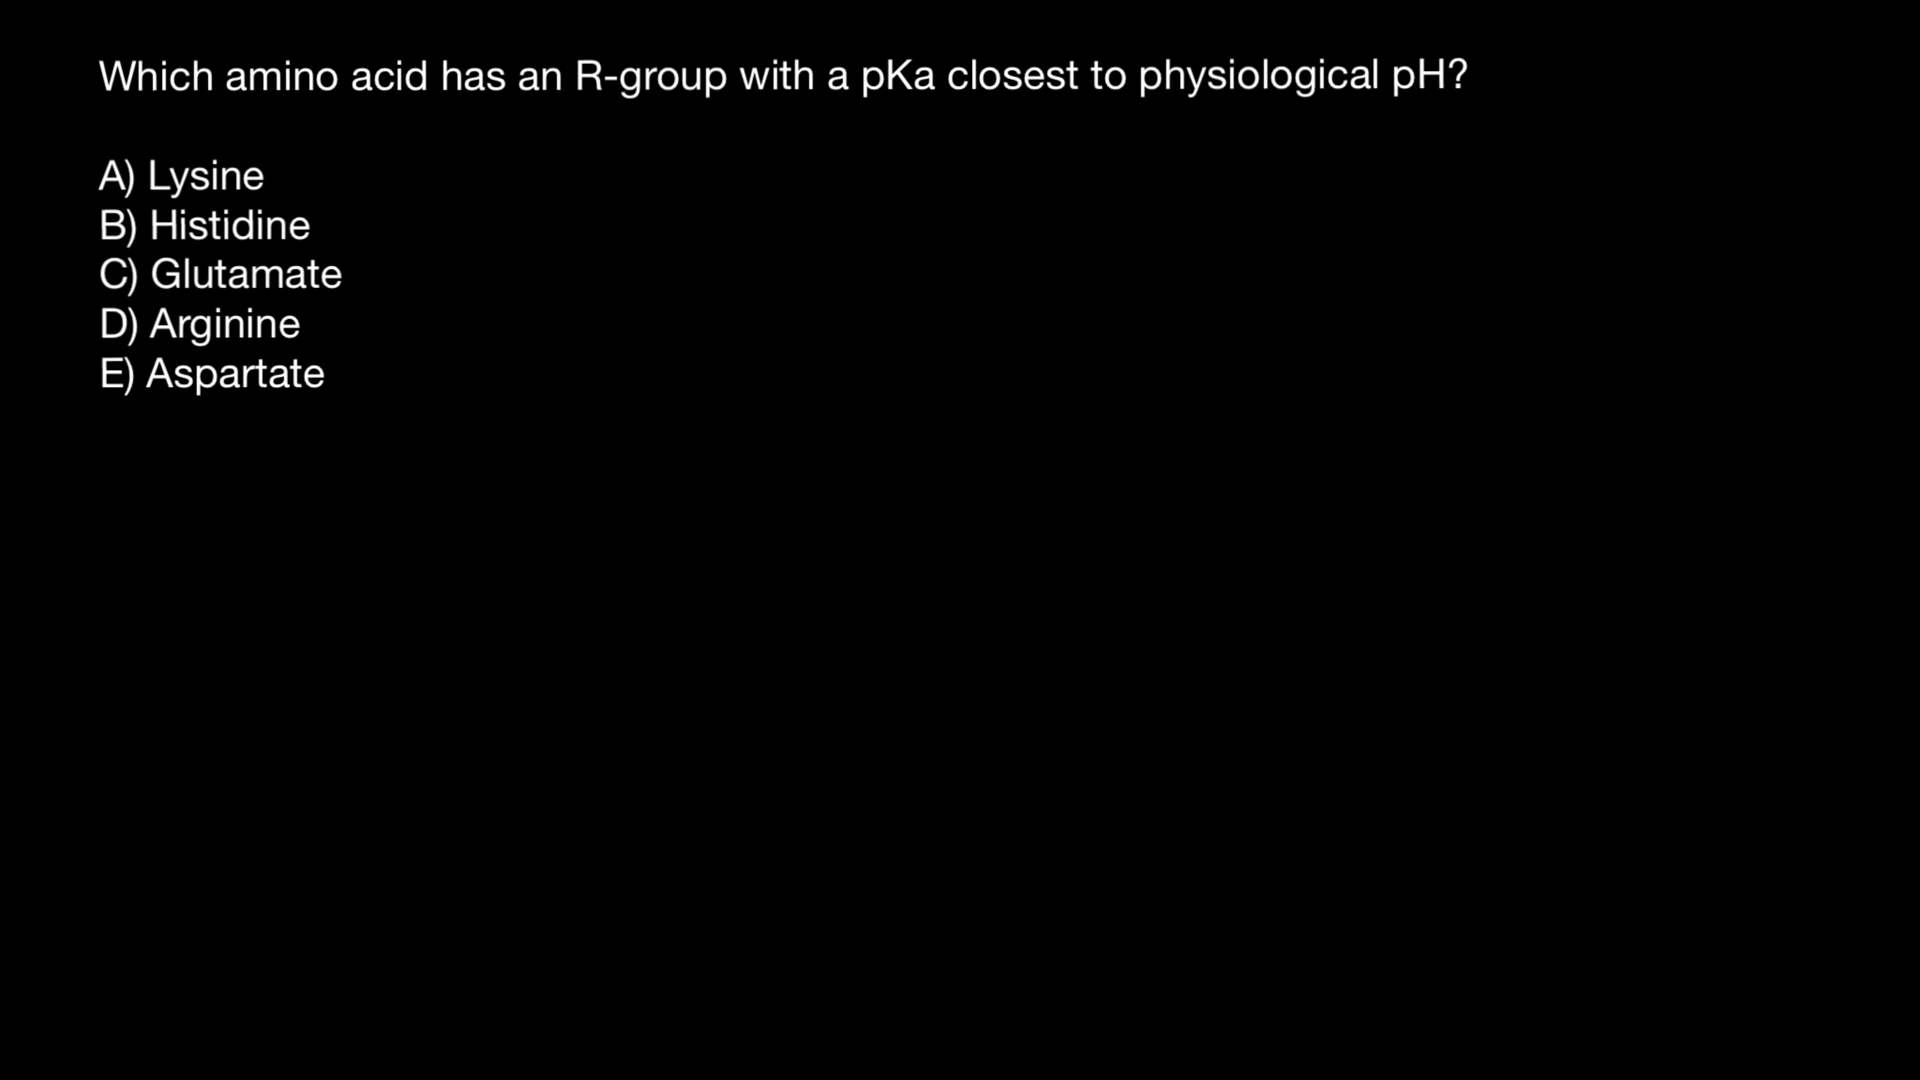 Which amino acid has an R-group with a pKa closest to physiological pH?
A) Lysine
B) Histidine
C) Glutamate
D) Arginine
E) Aspartate